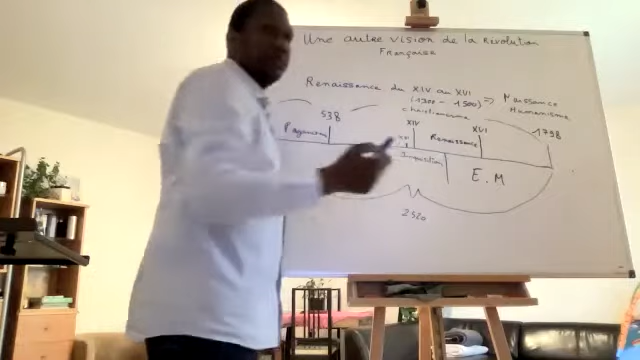 Une autre vision de la Révolution
Française
Renaissance du XIV au XVI
(1300 - 1500) => Naissance
christianisme Humanisme
538
XIV
XVI
1798
Paganisme
Renaissance
Inquisition
E.M
2520